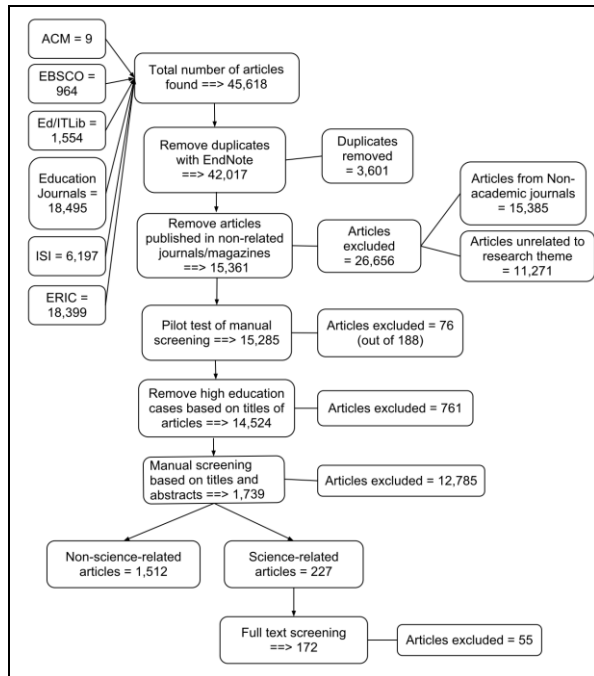 ACM = 9
EBSCO =
964
Ed/ITLib =
1,554
Education
Journals =
18,495
ISI = 6,197
ERIC =
18,399
Total number of articles
found ==> 45,618
Remove duplicates
with EndNote
==> 42,017
Duplicates
removed
= 3,601
Remove articles
published in non-related
journals/magazines
==> 15,361
Articles
excluded
= 26,656
Articles from Non-
academic journals
= 15,385
Articles unrelated to
research theme
= 11,271
Pilot test of manual
screening ==> 15,285
Articles excluded = 76
(out of 188)
Remove high education
cases based on titles of
articles ==> 14,524
Articles excluded = 761
Manual screening
based on titles and
abstracts ==> 1,739
Articles excluded = 12,785
Non-science-related
articles = 1,512
Science-related
articles = 227
Full text screening
==> 172
Articles excluded = 55